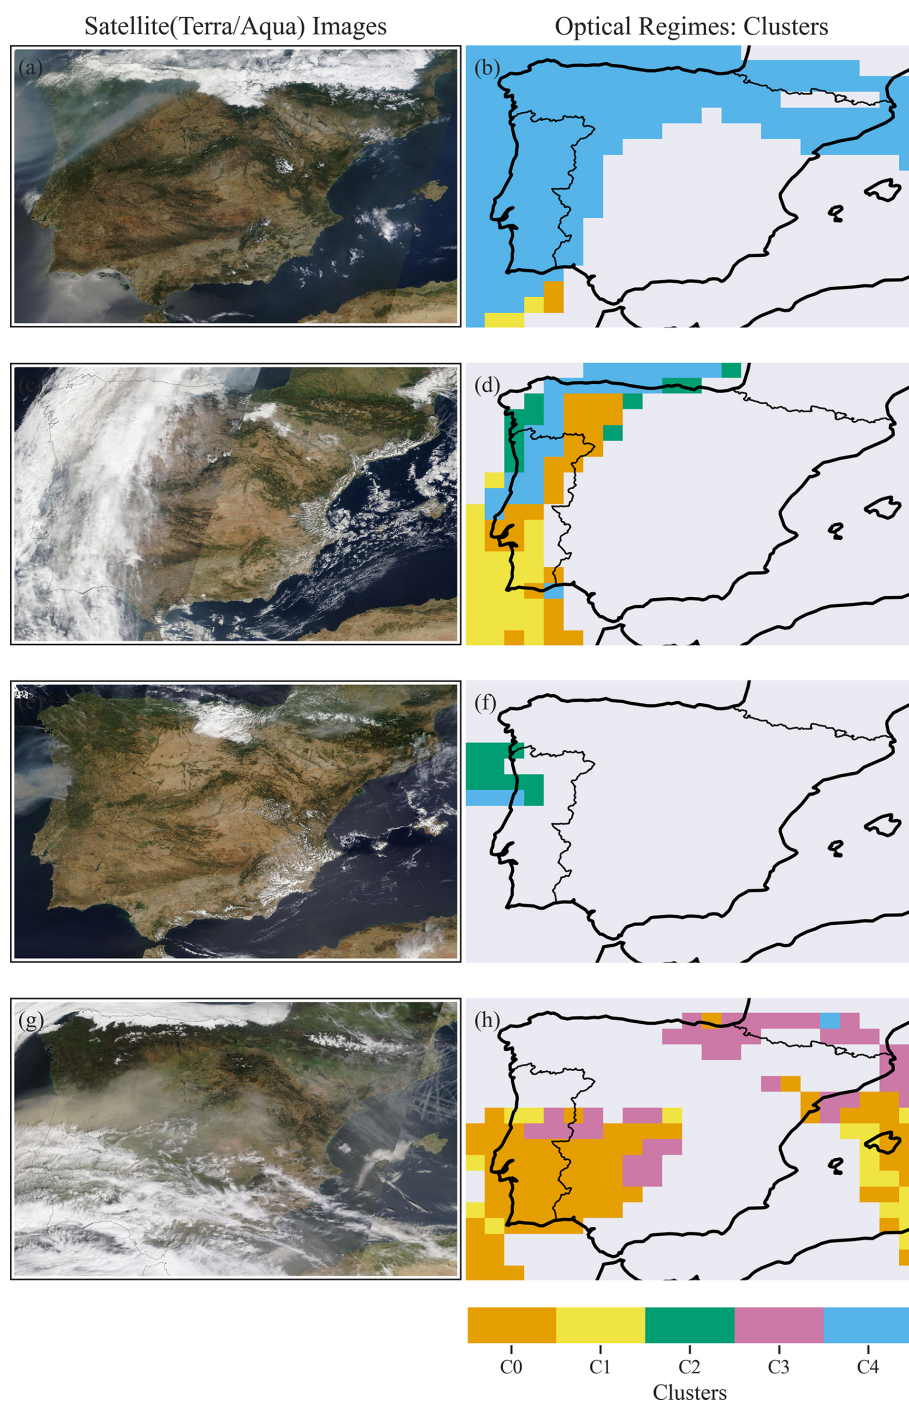 Satellite(Terra/Aqua) Images
Optical Regimes: Clusters
(a)
(b)
(c)
(d)
(e)
(f)
(g)
(h)
C0 C1 C2 C3 C4
Clusters